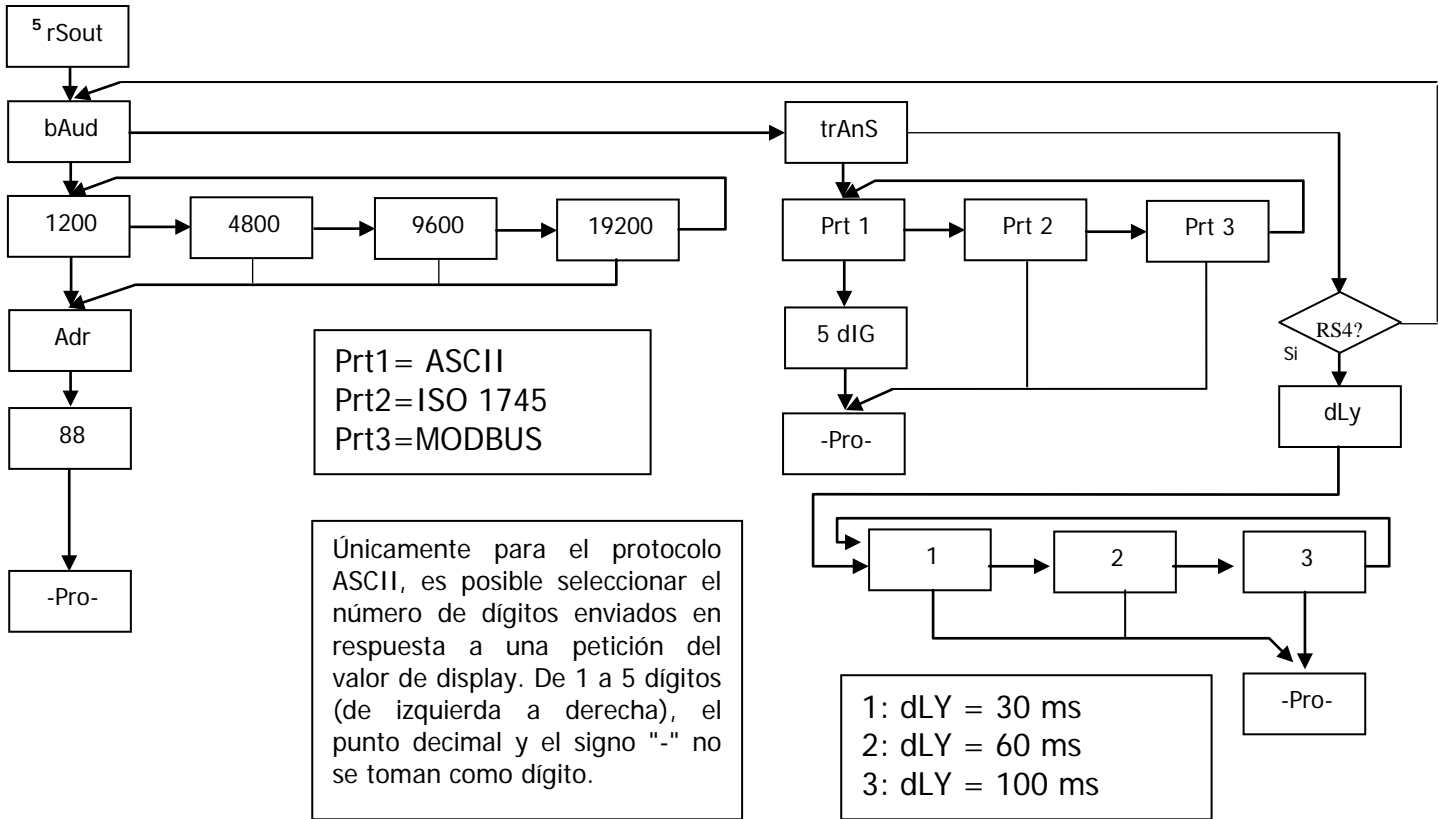 5 rSout
bAud
trAnS
1200
4800
9600
19200
Prt 1
Prt 2
Prt 3
Adr
5 dIG
RS4?
Si
88
Prt1= ASCII
Prt2=ISO 1745
Prt3=MODBUS
-Pro-
dLy
Únicamente para el protocolo
ASCII, es posible seleccionar el
número de dígitos enviados en
respuesta a una petición del
valor de display. De 1 a 5 dígitos
(de izquierda a derecha), el
punto decimal y el signo "-" no
se toman como dígito.
1
2
3
-Pro-
-Pro-
1: dLY = 30 ms
2: dLY = 60 ms
3: dLY = 100 ms